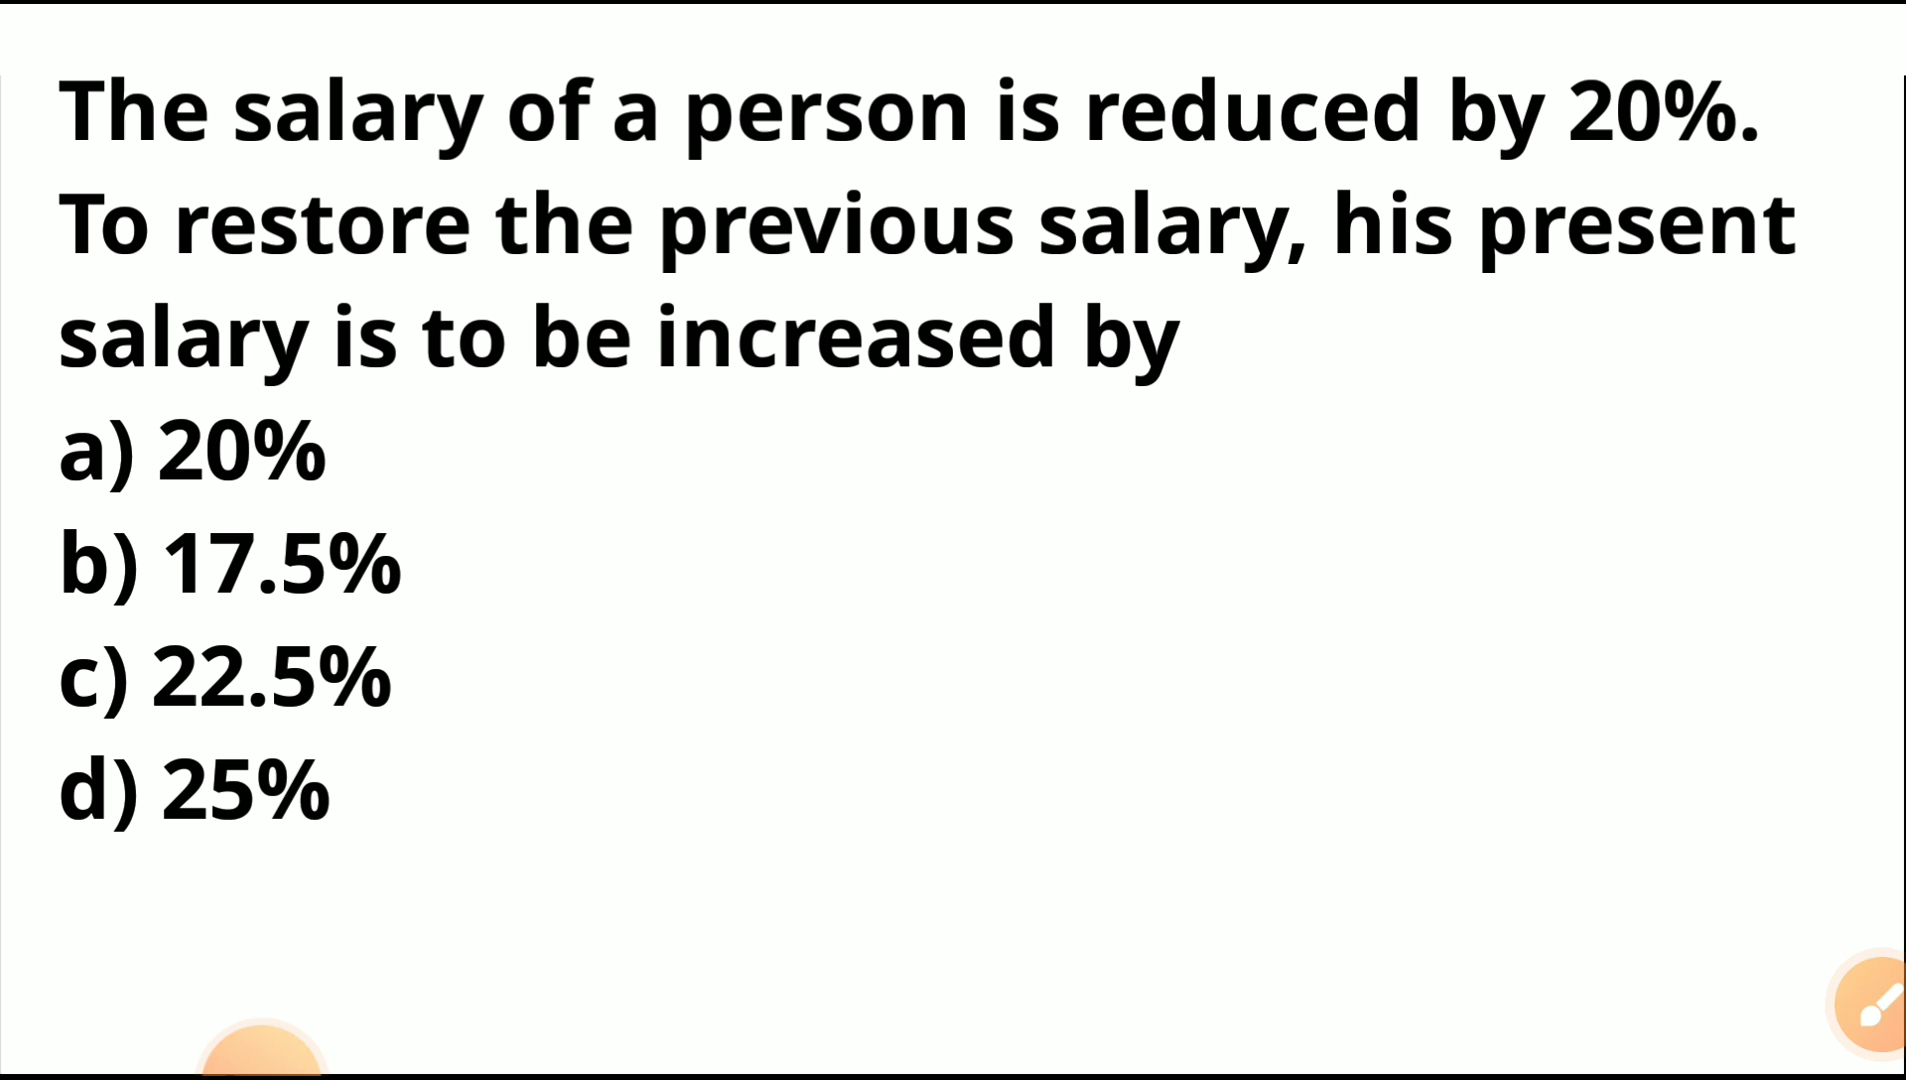 The salary of a person is reduced by 20%.
To restore the previous salary, his present
salary is to be increased by
a) 20%
b) 17.5%
c) 22.5%
d) 25%